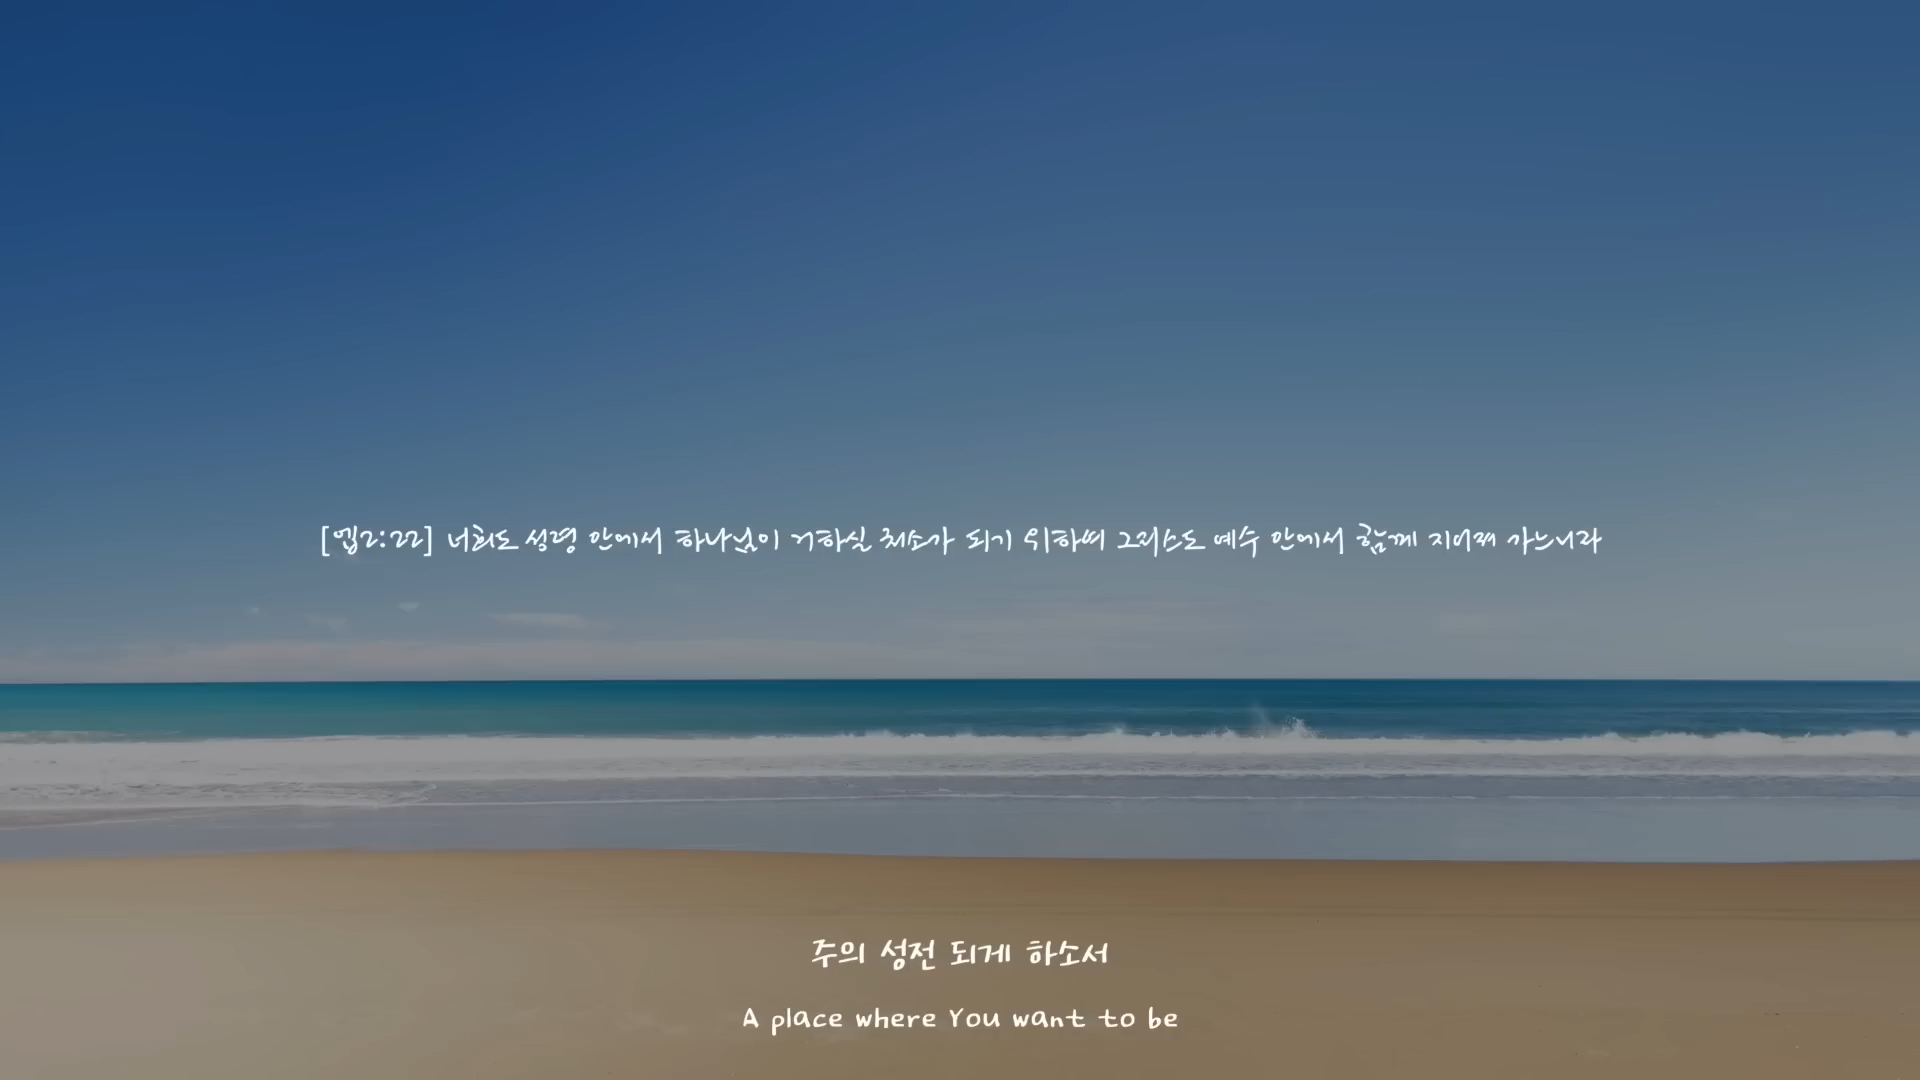 [엡2:22] 너희도 성령 안에서 하나님이 거하실 처소가 되기 위하여 그리스도 예수 안에서 함께 지어져 가느니라
주의 성전 되게 하소서
A place where You want to be